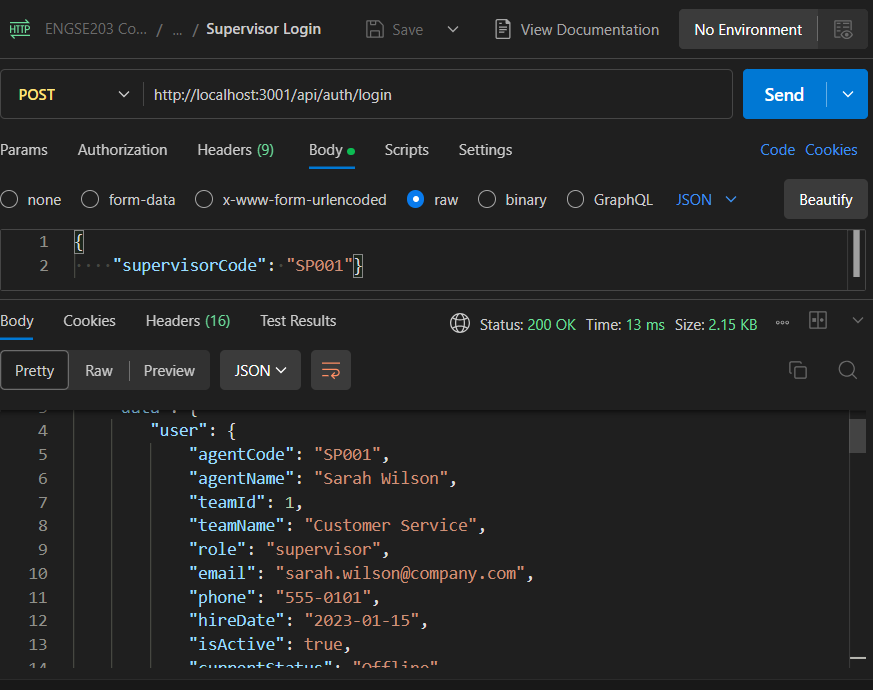 HTTP ENGSE203 Co... / ... / Supervisor Login Save View Documentation No Environment
POST http://localhost:3001/api/auth/login Send
Params Authorization Headers (9) Body Scripts Settings Code Cookies
none form-data x-www-form-urlencoded raw binary GraphQL JSON Beautify
1 {
2 ····"supervisorCode":·"SP001"}
Body Cookies Headers (16) Test Results Status: 200 OK Time: 13 ms Size: 2.15 KB
Pretty Raw Preview JSON
3 "data": {
4 "user": {
5 "agentCode": "SP001",
6 "agentName": "Sarah Wilson",
7 "teamId": 1,
8 "teamName": "Customer Service",
9 "role": "supervisor",
10 "email": "sarah.wilson@company.com",
11 "phone": "555-0101",
12 "hireDate": "2023-01-15",
13 "isActive": true,
14 "currentStatus": "Offline"